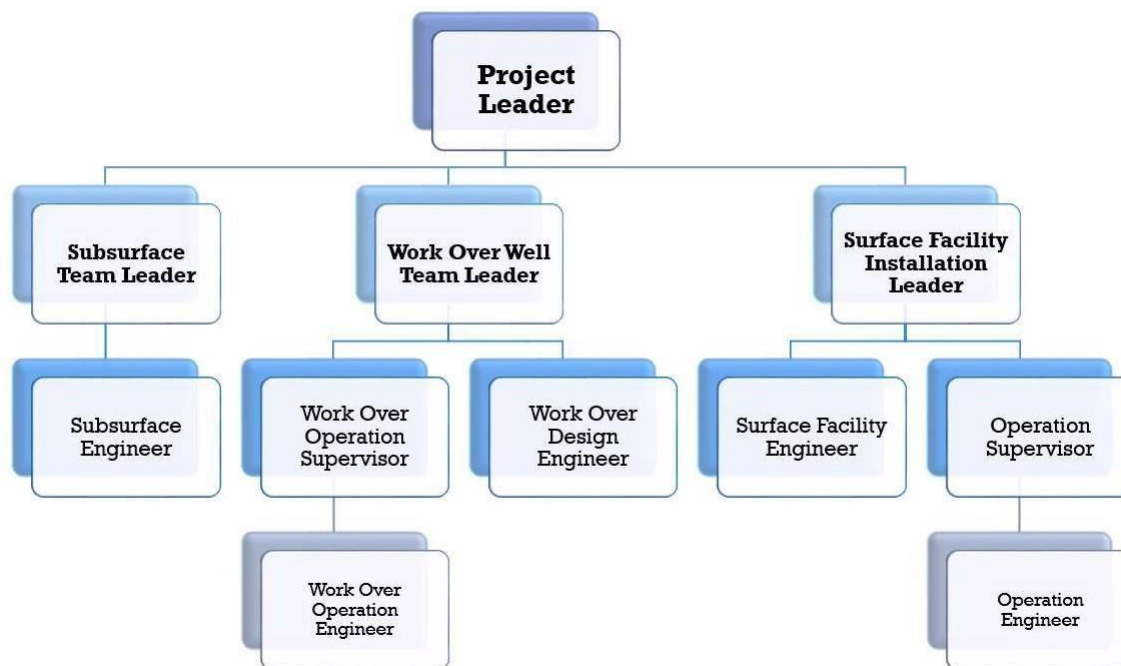 Project
Leader
Subsurface
Team Leader
Work Over Well
Team Leader
Surface Facility
Installation
Leader
Subsurface
Engineer
Work Over
Operation
Supervisor
Work Over
Design
Engineer
Surface Facility
Engineer
Operation
Supervisor
Work Over
Operation
Engineer
Operation
Engineer